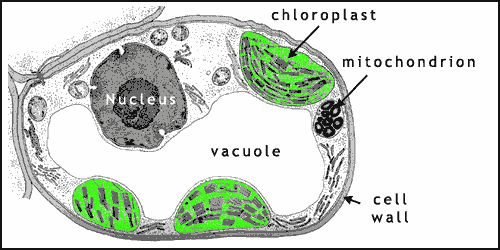 chloroplast
mitochondrion
Nucleus
vacuole
cell
wall